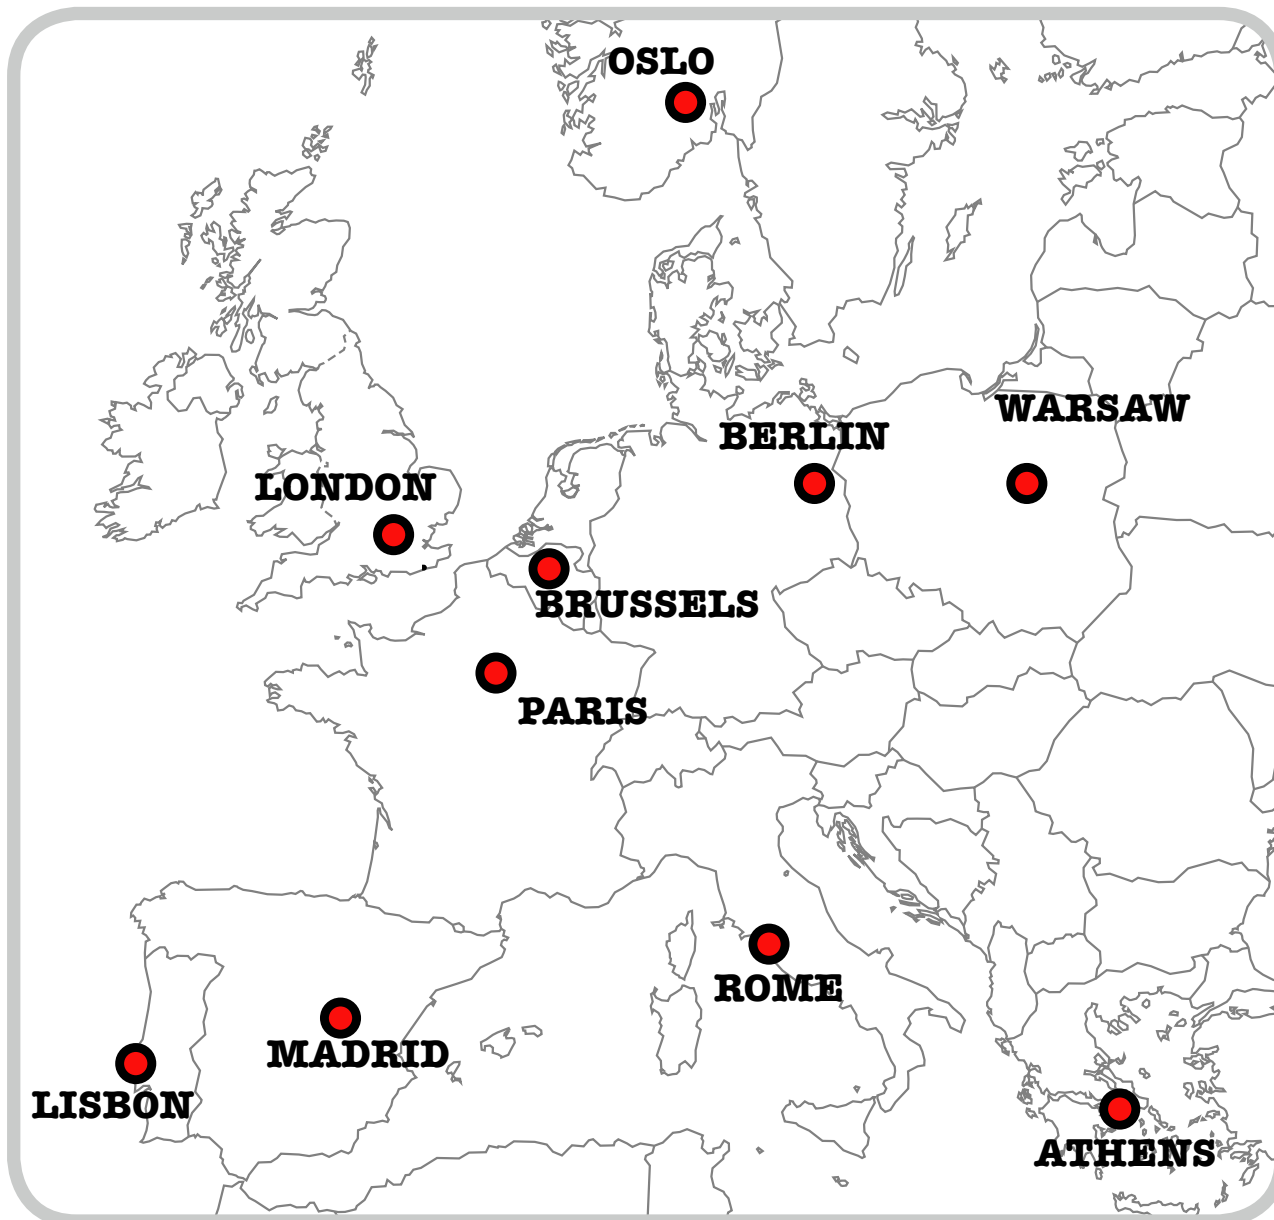 OSLO
WARSAW
BERLIN
LONDON
BRUSSELS
PARIS
ROME
MADRID
LISBON
ATHENS